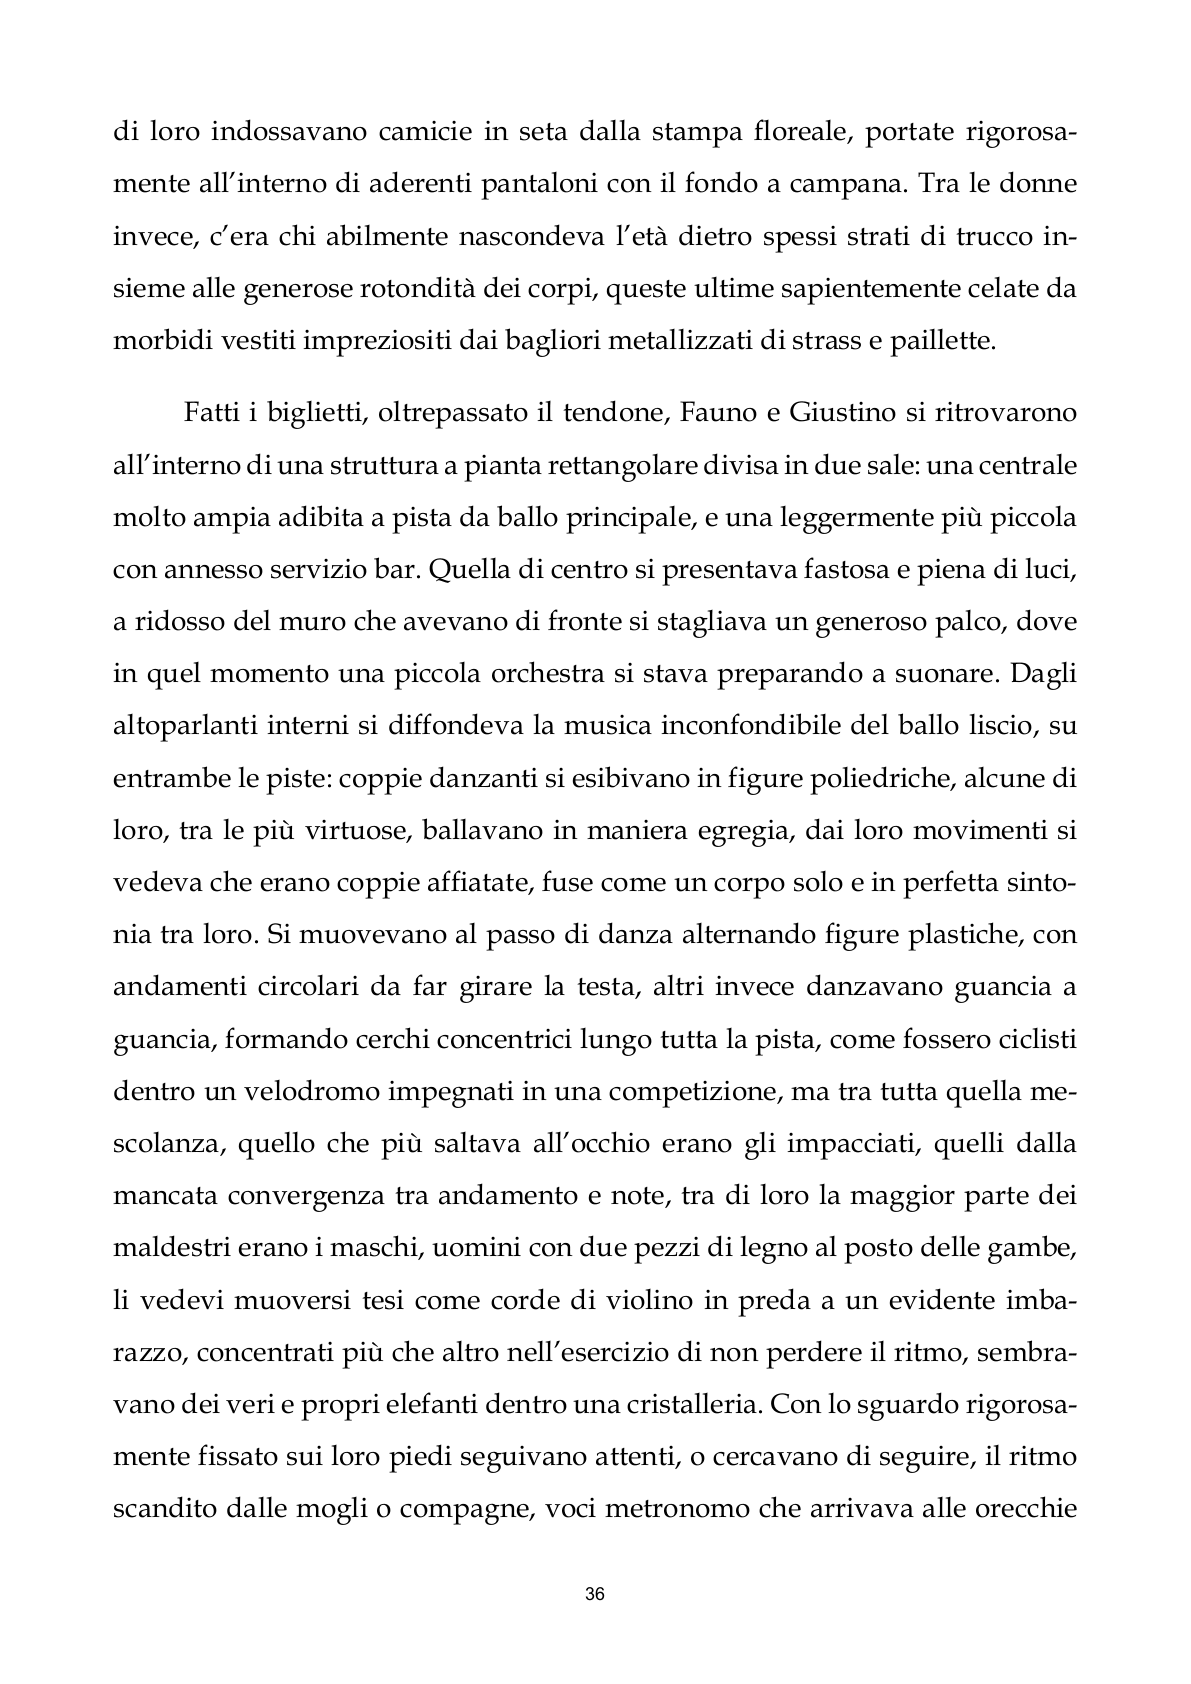 di loro indossavano camicie in seta dalla stampa floreale, portate rigorosa-
mente all’interno di aderenti pantaloni con il fondo a campana. Tra le donne
invece, c’era chi abilmente nascondeva l’età dietro spessi strati di trucco in-
sieme alle generose rotondità dei corpi, queste ultime sapientemente celate da
morbidi vestiti impreziositi dai bagliori metallizzati di strass e paillette.
Fatti i biglietti, oltrepassato il tendone, Fauno e Giustino si ritrovarono
all’interno di una struttura a pianta rettangolare divisa in due sale: una centrale
molto ampia adibita a pista da ballo principale, e una leggermente più piccola
con annesso servizio bar. Quella di centro si presentava fastosa e piena di luci,
a ridosso del muro che avevano di fronte si stagliava un generoso palco, dove
in quel momento una piccola orchestra si stava preparando a suonare. Dagli
altoparlanti interni si diffondeva la musica inconfondibile del ballo liscio, su
entrambe le piste: coppie danzanti si esibivano in figure poliedriche, alcune di
loro, tra le più virtuose, ballavano in maniera egregia, dai loro movimenti si
vedeva che erano coppie affiatate, fuse come un corpo solo e in perfetta sinto-
nia tra loro. Si muovevano al passo di danza alternando figure plastiche, con
andamenti circolari da far girare la testa, altri invece danzavano guancia a
guancia, formando cerchi concentrici lungo tutta la pista, come fossero ciclisti
dentro un velodromo impegnati in una competizione, ma tra tutta quella me-
scolanza, quello che più saltava all’occhio erano gli impacciati, quelli dalla
mancata convergenza tra andamento e note, tra di loro la maggior parte dei
maldestri erano i maschi, uomini con due pezzi di legno al posto delle gambe,
li vedevi muoversi tesi come corde di violino in preda a un evidente imba-
razzo, concentrati più che altro nell’esercizio di non perdere il ritmo, sembra-
vano dei veri e propri elefanti dentro una cristalleria. Con lo sguardo rigorosa-
mente fissato sui loro piedi seguivano attenti, o cercavano di seguire, il ritmo
scandito dalle mogli o compagne, voci metronomo che arrivava alle orecchie
36